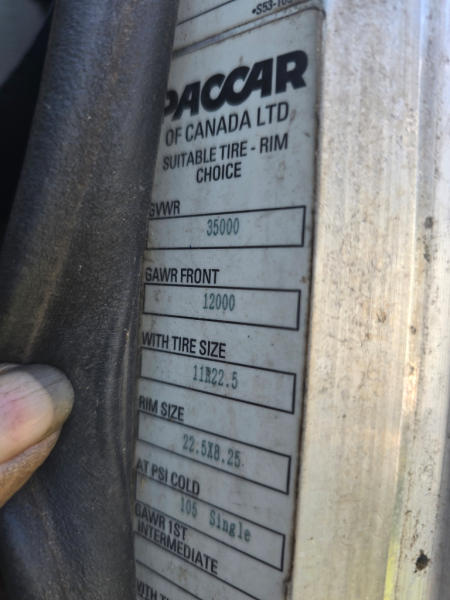 PACCAR
OF CANADA LTD
SUITABLE TIRE - RIM
CHOICE
GVWR
35000
GAWR FRONT
12000
WITH TIRE SIZE
11R22.5
RIM SIZE
22.5X8.25
AT PSI COLD
105 Single
GAWR 1ST
INTERMEDIATE